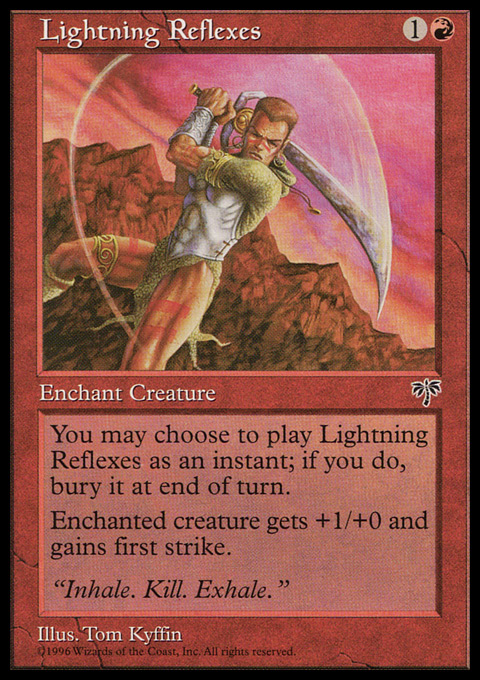 Lightning Reflexes 1
Enchant Creature
You may choose to play Lightning
Reflexes as an instant; if you do,
bury it at end of turn.
Enchanted creature gets +1/+0 and
gains first strike.
“Inhale. Kill. Exhale.”
Illus. Tom Kyffin
©1996 Wizards of the Coast, Inc. All rights reserved.